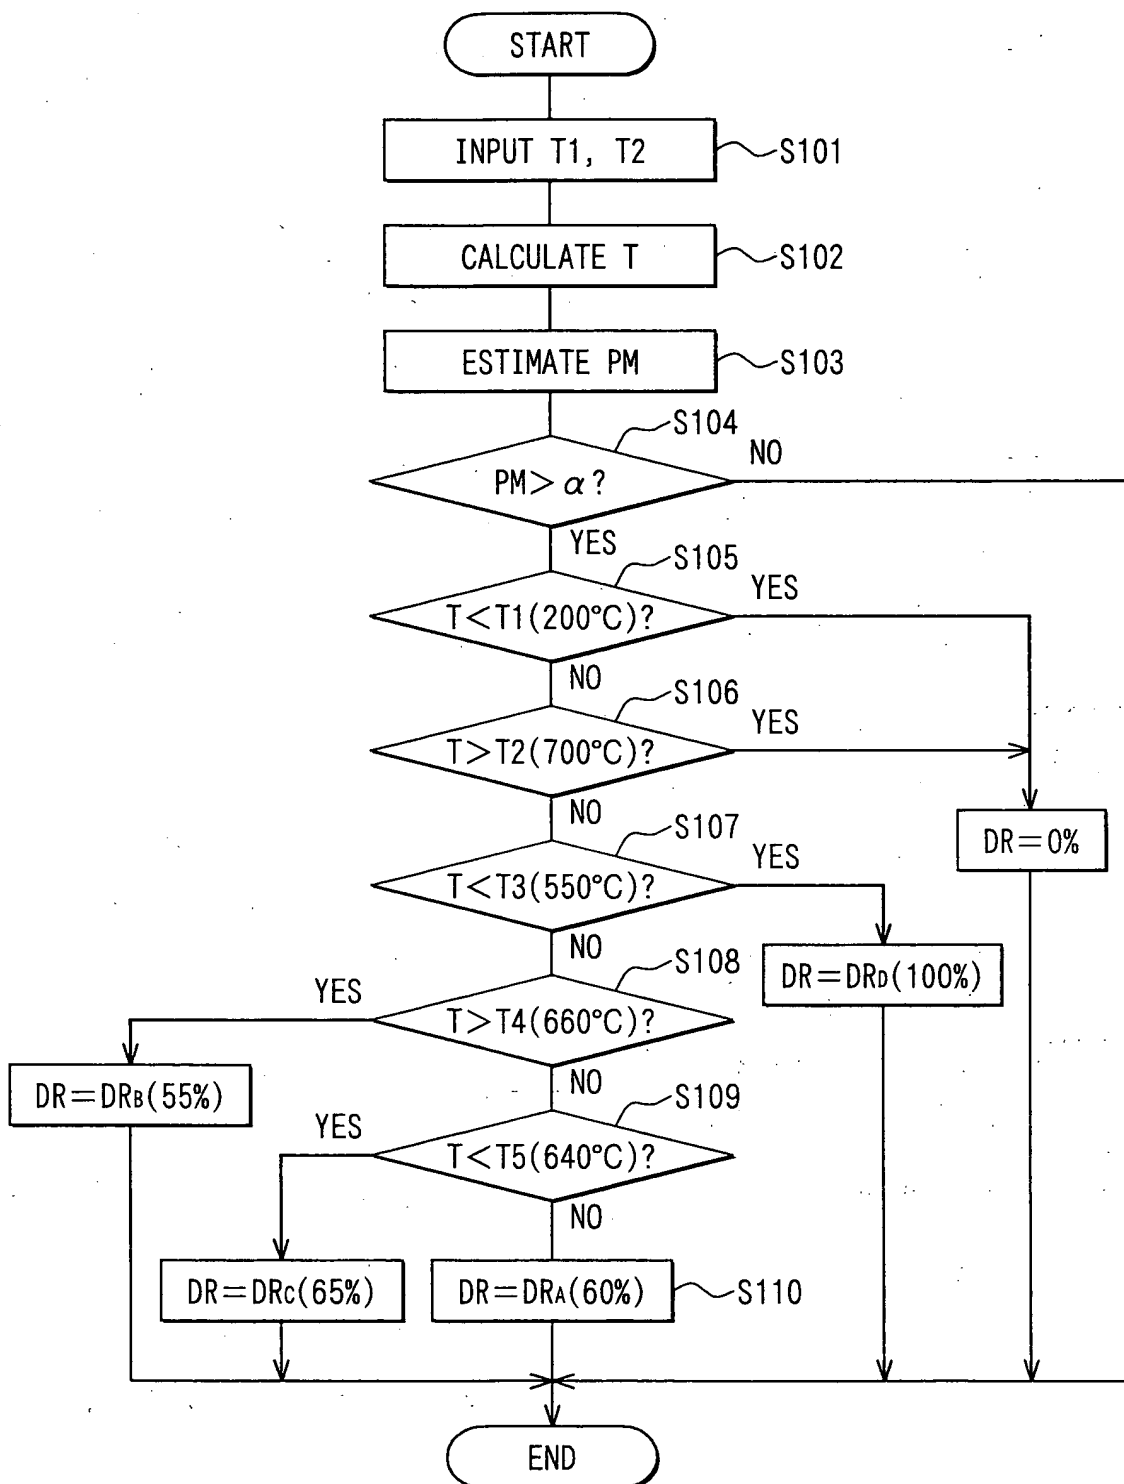 START
INPUT T1, T2
S101
CALCULATE T
S102
ESTIMATE PM
S103
S104
PM>α?
NO
YES
S105
T<T1(200°C)?
YES
NO
S106
T>T2(700°C)?
YES
NO
DR=0%
S107
T<T3(550°C)?
YES
NO
DR=DRD(100%)
S108
T>T4(660°C)?
YES
NO
DR=DRB(55%)
S109
T<T5(640°C)?
YES
NO
DR=DRC(65%)
DR=DRA(60%)
S110
END